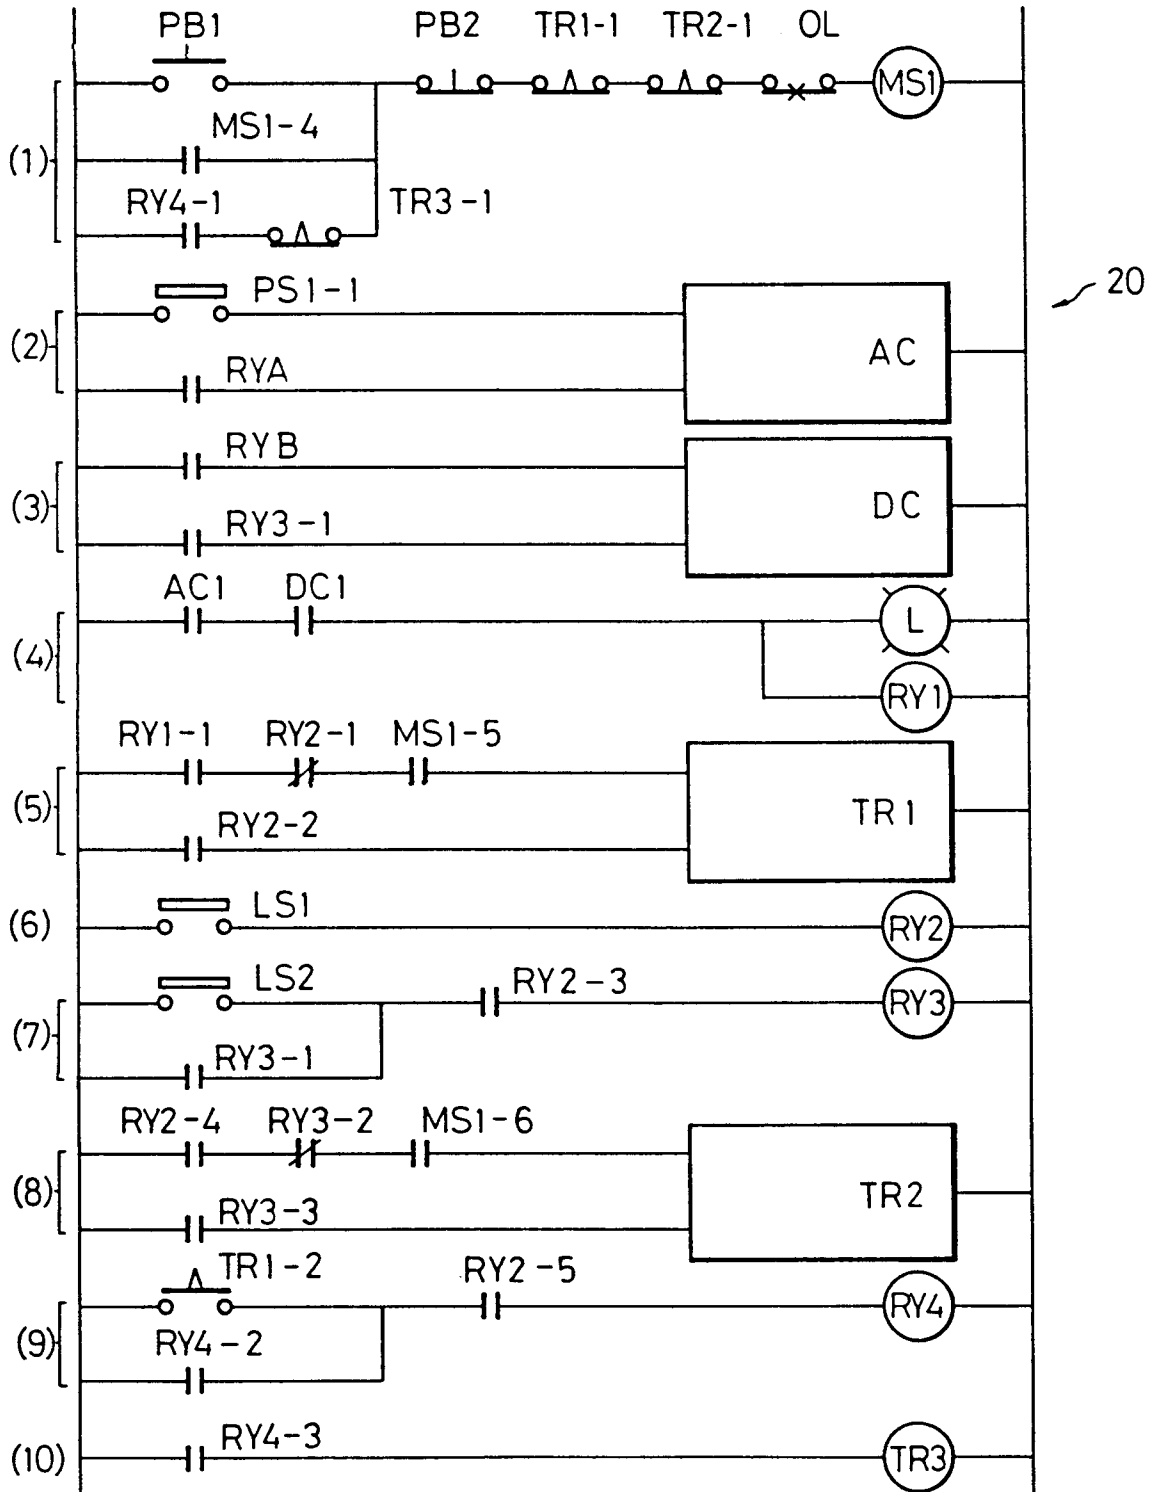 PB1 PB2 TR1-1 TR2-1 OL
MS1
MS1-4
(1)
RY4-1 TR3-1
PS1-1
20
(2)
AC
RYA
RYB
(3)
DC
RY3-1
AC1 DC1
L
(4)
RY1
RY1-1 RY2-1 MS1-5
(5)
TR1
RY2-2
LS1
(6)
RY2
LS2 RY2-3
RY3
(7)
RY3-1
RY2-4 RY3-2 MS1-6
(8)
TR2
RY3-3
TR1-2 RY2-5
RY4
(9)
RY4-2
RY4-3
(10)
TR3